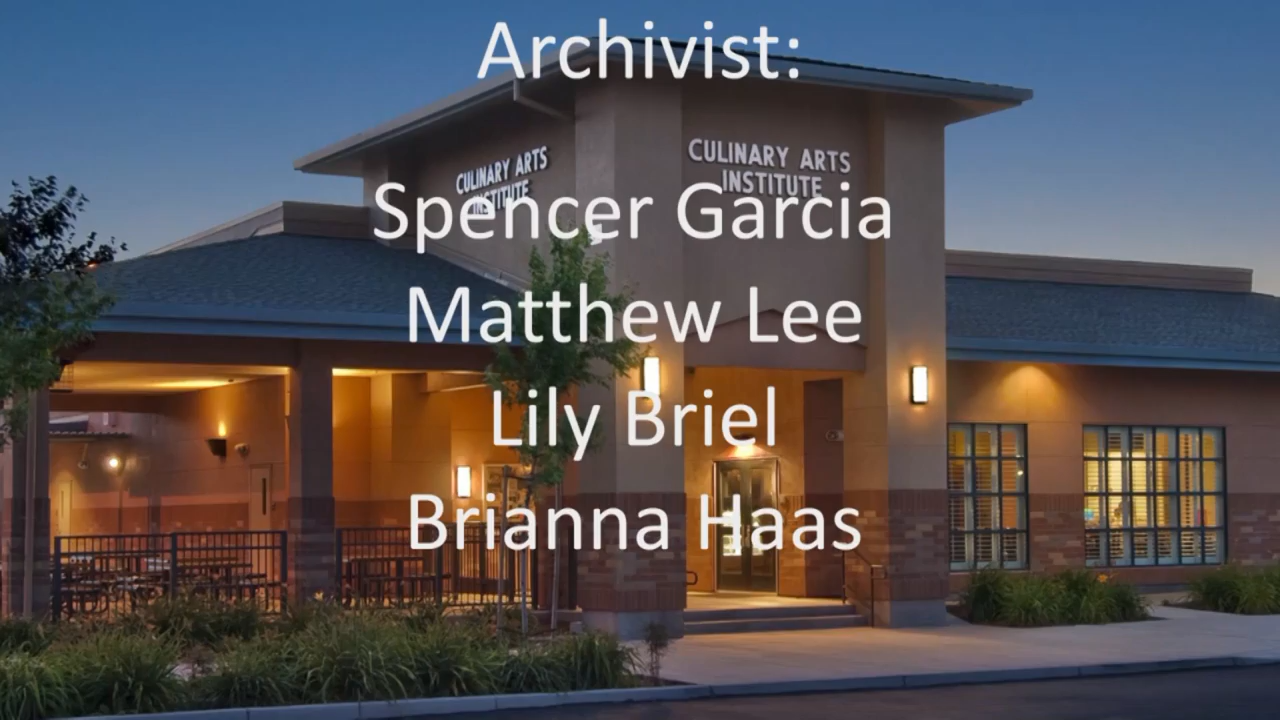 Archivist:
CULINARY ARTS
INSTITUTE
CULINARY ARTS
INSTITUTE
Spencer Garcia
Matthew Lee
Lily Briel
Brianna Haas